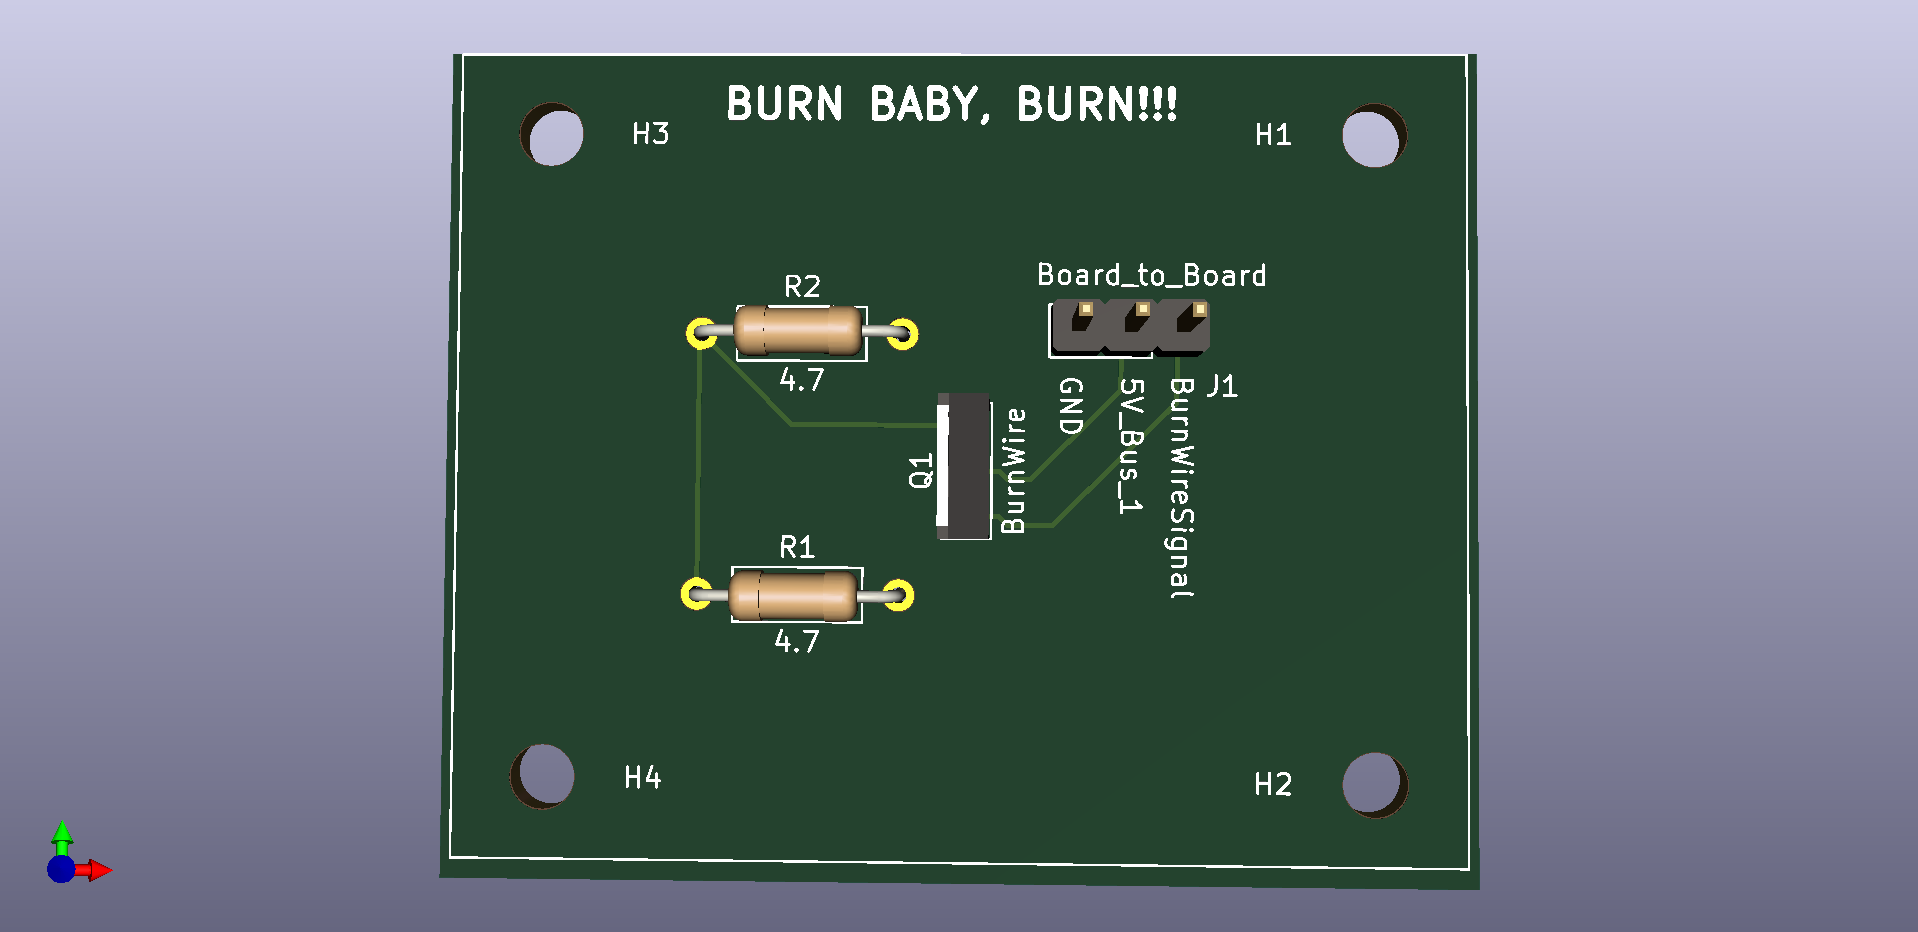 BURN BABY, BURN!!!
H3
H1
Board_to_Board
R2
4.7
J1
GND
5V_Bus_1
BurnWireSignal
Q1
BurnWire
R1
4.7
H4
H2